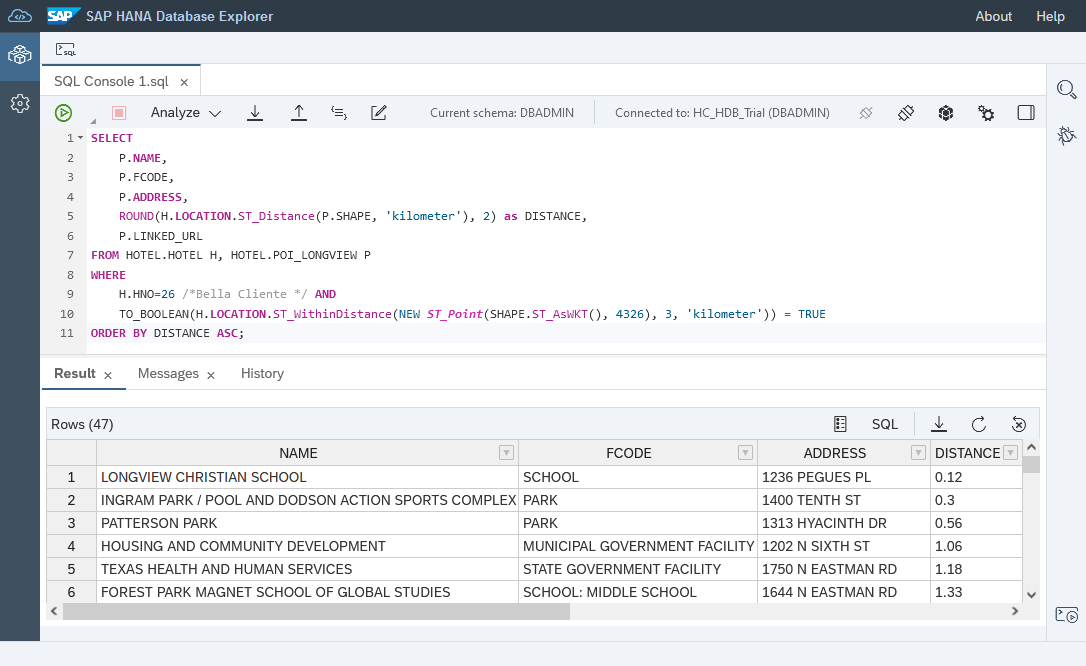 SAP SAP HANA Database Explorer About Help
SQL
SQL Console 1.sql
Analyze Current schema: DBADMIN Connected to: HC_HDB_Trial (DBADMIN)
1 SELECT
2 P.NAME,
3 P.FCODE,
4 P.ADDRESS,
5 ROUND(H.LOCATION.ST_Distance(P.SHAPE, 'kilometer'), 2) as DISTANCE,
6 P.LINKED_URL
7 FROM HOTEL.HOTEL H, HOTEL.POI_LONGVIEW P
8 WHERE
9 H.HNO=26 /*Bella Cliente */ AND
10 TO_BOOLEAN(H.LOCATION.ST_WithinDistance(NEW ST_Point(SHAPE.ST_AsWKT(), 4326), 3, 'kilometer')) = TRUE
11 ORDER BY DISTANCE ASC;
Result Messages History
Rows (47) SQL
NAME FCODE ADDRESS DISTANCE
1 LONGVIEW CHRISTIAN SCHOOL SCHOOL 1236 PEGUES PL 0.12
2 INGRAM PARK / POOL AND DODSON ACTION SPORTS COMPLEX PARK 1400 TENTH ST 0.3
3 PATTERSON PARK PARK 1313 HYACINTH DR 0.56
4 HOUSING AND COMMUNITY DEVELOPMENT MUNICIPAL GOVERNMENT FACILITY 1202 N SIXTH ST 1.06
5 TEXAS HEALTH AND HUMAN SERVICES STATE GOVERNMENT FACILITY 1750 N EASTMAN RD 1.18
6 FOREST PARK MAGNET SCHOOL OF GLOBAL STUDIES SCHOOL: MIDDLE SCHOOL 1644 N EASTMAN RD 1.33